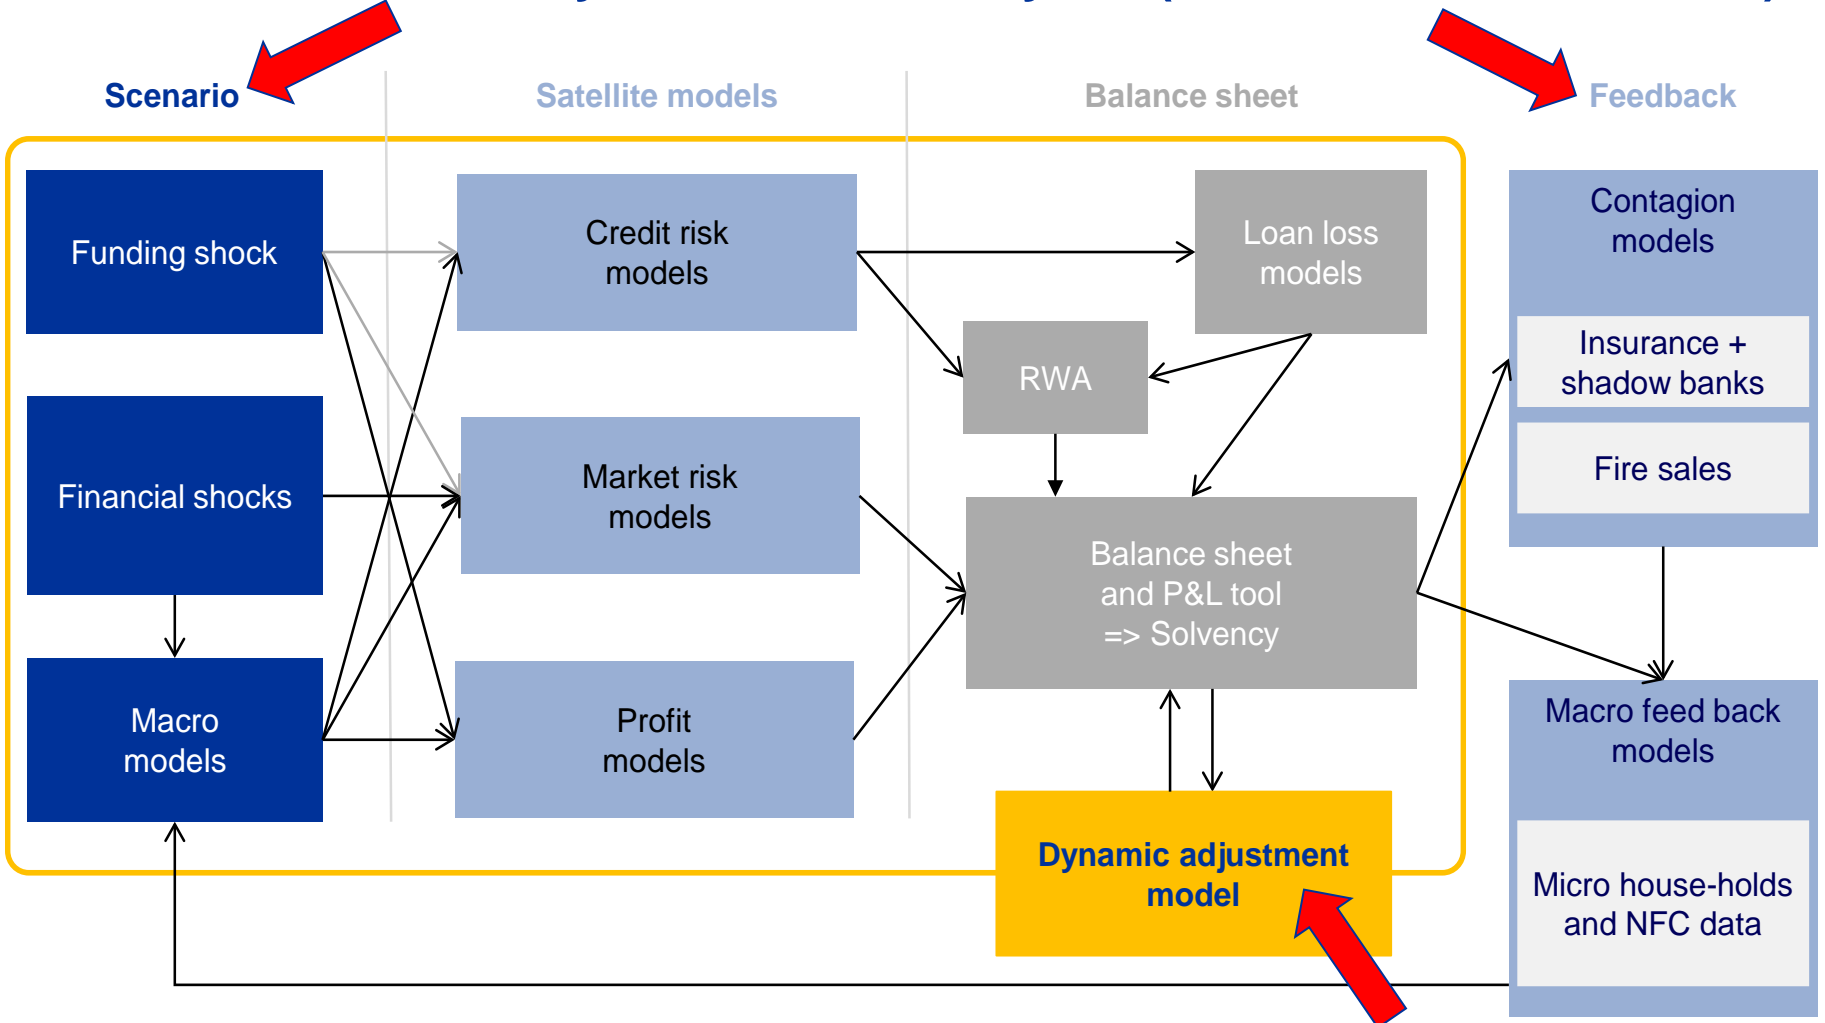 Scenario
Satellite models
Balance sheet
Feedback
Funding shock
Credit risk
models
Loan loss
models
Contagion
models
RWA
Insurance +
shadow banks
Financial shocks
Market risk
models
Fire sales
Balance sheet
and P&L tool
=> Solvency
Macro
models
Profit
models
Macro feed back
models
Dynamic adjustment
model
Micro house-holds
and NFC data